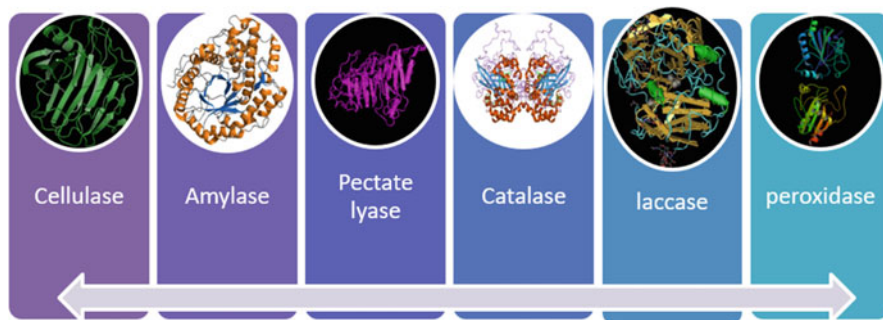 Cellulase
Amylase
Pectate
lyase
Catalase
laccase
peroxidase